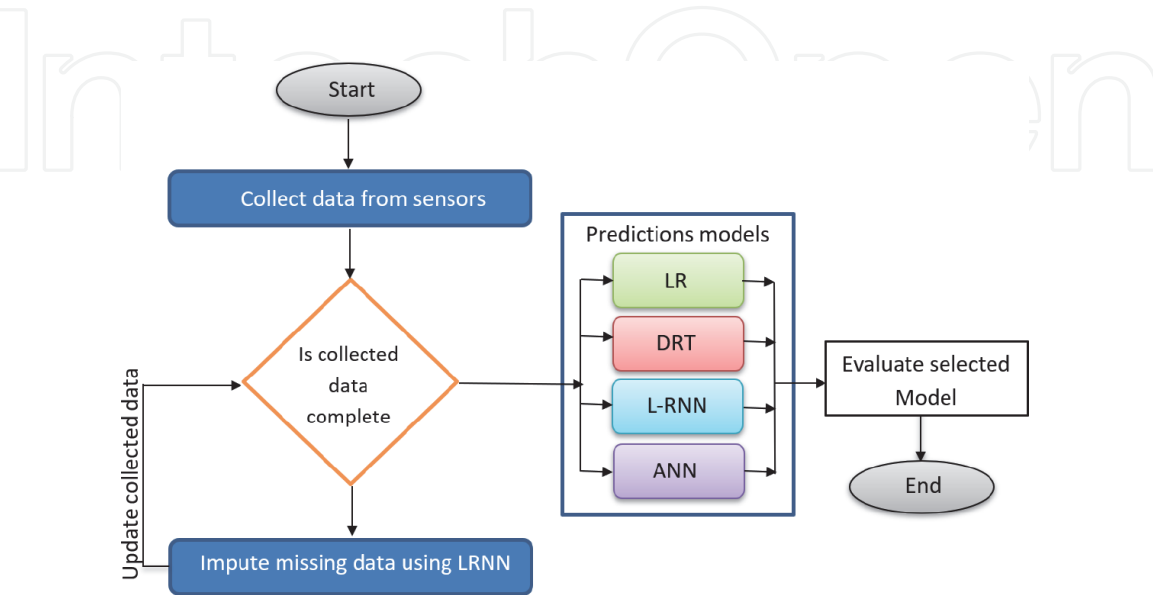 IntechOpen
Start
Collect data from sensors
Is collected
data
complete
Update collected data
Impute missing data using LRNN
Predictions models
LR
DRT
L-RNN
ANN
Evaluate selected
Model
End